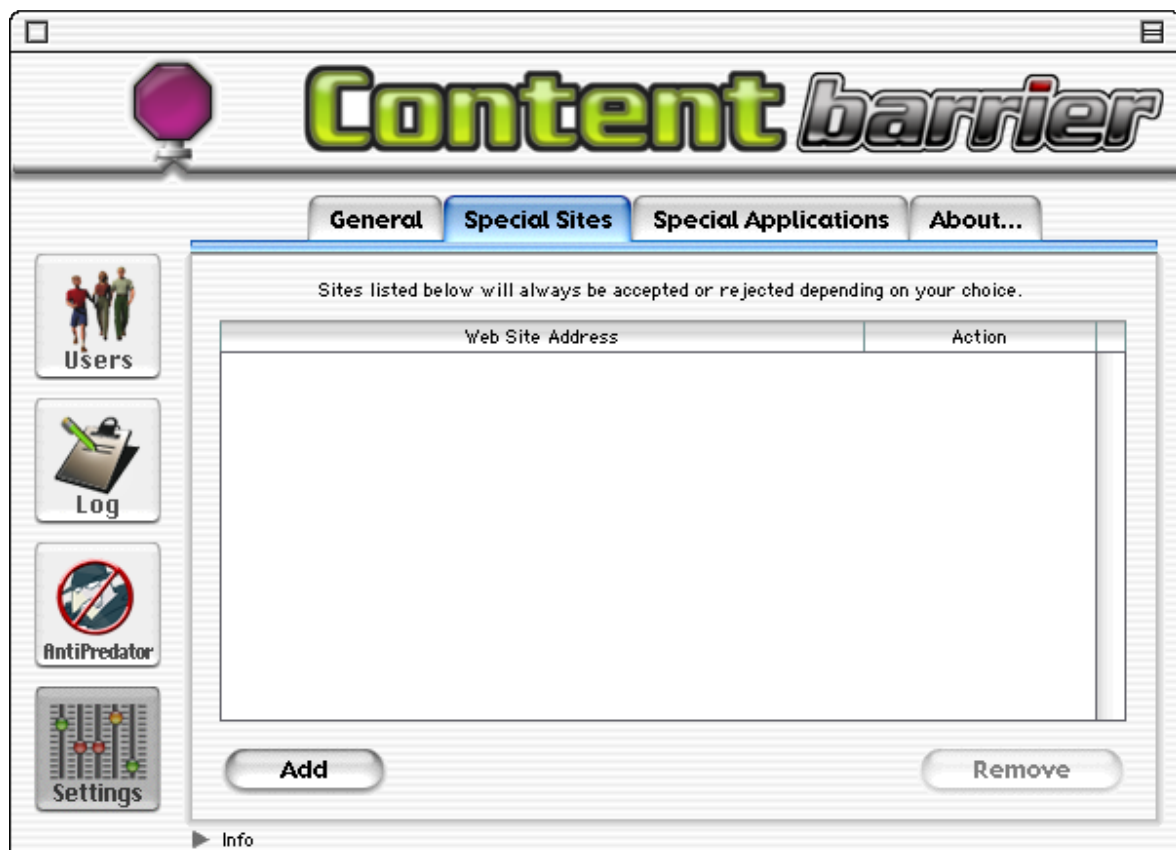 Content barrier
General Special Sites Special Applications About...
Sites listed below will always be accepted or rejected depending on your choice.
Web Site Address Action
Users
Log
AntiPredator
Settings
Add Remove
Info